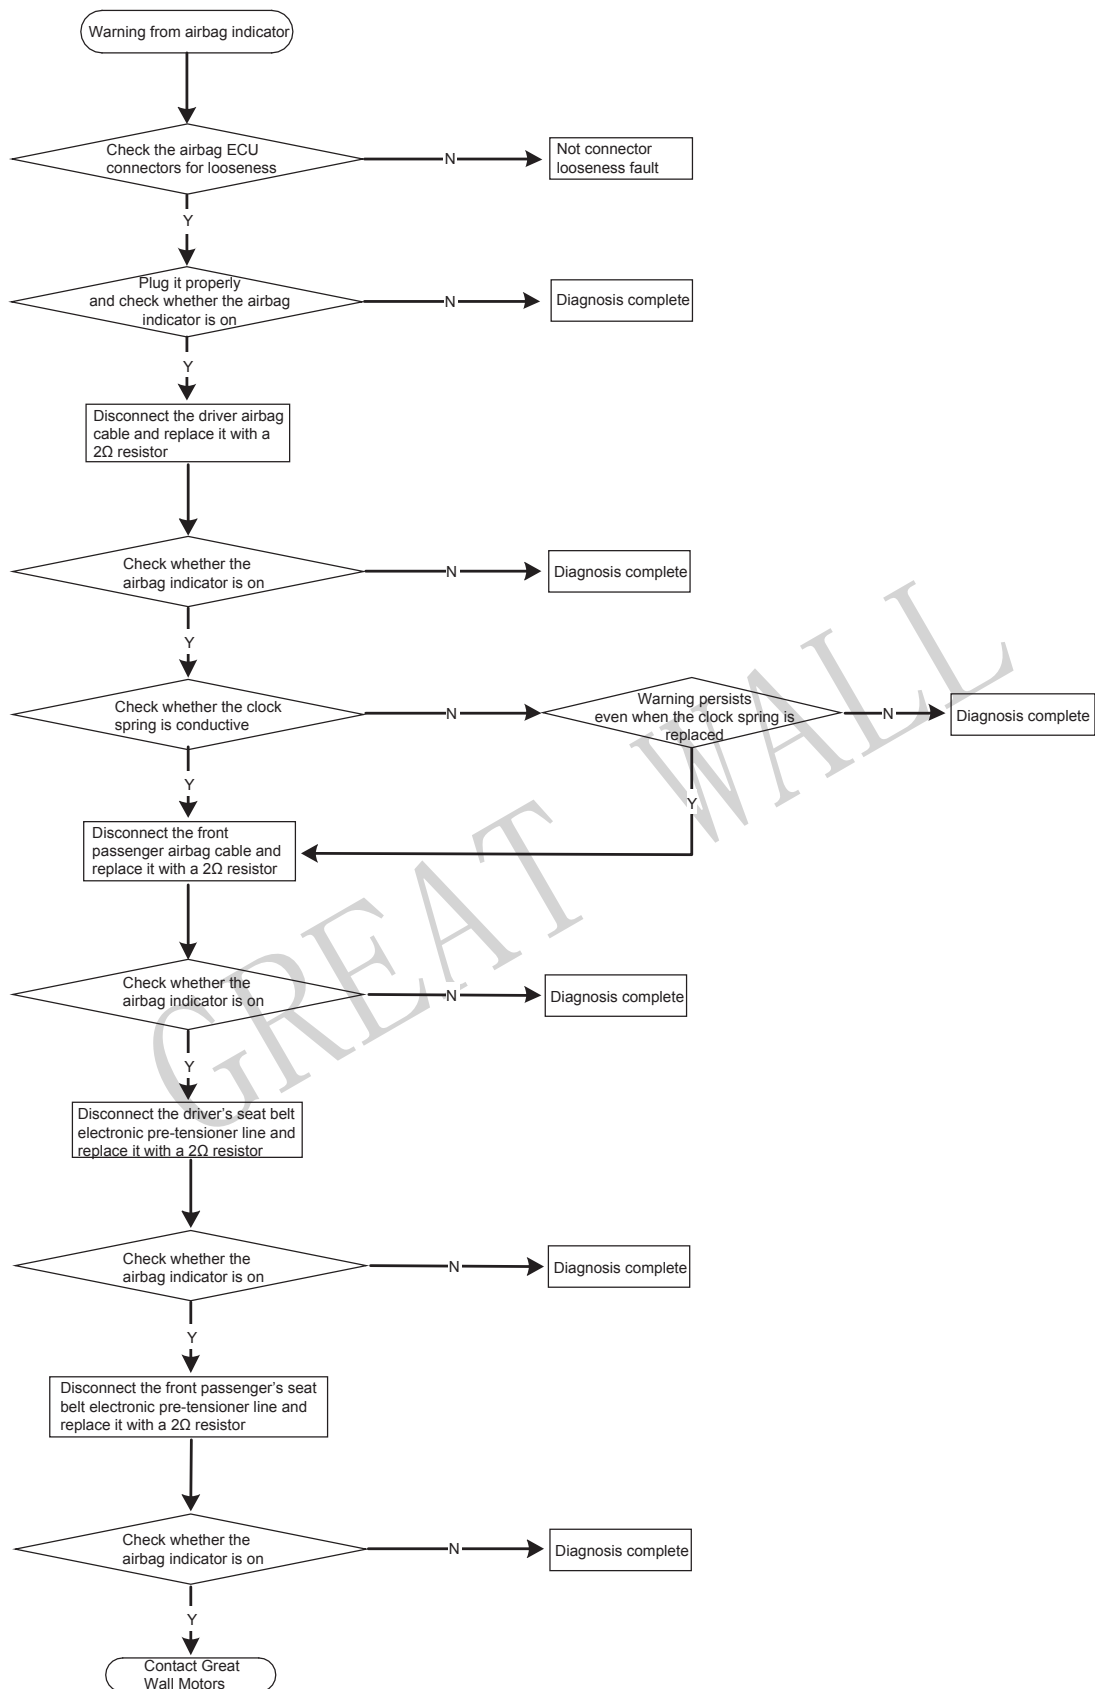 Warning from airbag indicator
Check the airbag ECU
connectors for looseness
N
Not connector
looseness fault
Y
Plug it properly
and check whether the airbag
indicator is on
N
Diagnosis complete
Y
Disconnect the driver airbag
cable and replace it with a
2Ω resistor
Check whether the
airbag indicator is on
N
Diagnosis complete
Y
Check whether the clock
spring is conductive
N
Warning persists
even when the clock spring is
replaced
N
Diagnosis complete
Y
Y
Disconnect the front
passenger airbag cable and
replace it with a 2Ω resistor
Check whether the
airbag indicator is on
N
Diagnosis complete
Y
Disconnect the driver's seat belt
electronic pre-tensioner line and
replace it with a 2Ω resistor
Check whether the
airbag indicator is on
N
Diagnosis complete
Y
Disconnect the front passenger's seat
belt electronic pre-tensioner line and
replace it with a 2Ω resistor
Check whether the
airbag indicator is on
N
Diagnosis complete
Y
Contact Great
Wall Motors
GREAT WALL